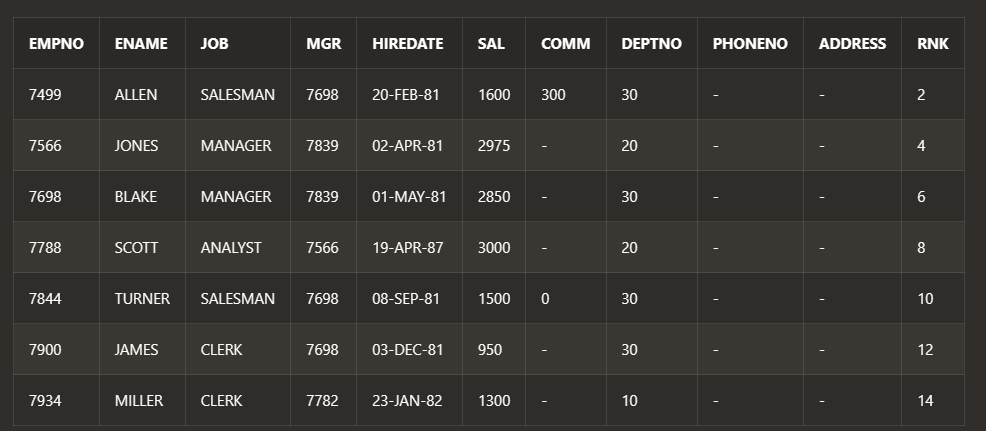 EMPNO ENAME JOB MGR HIREDATE SAL COMM DEPTNO PHONENO ADDRESS RNK
7499 ALLEN SALESMAN 7698 20-FEB-81 1600 300 30 - - 2
7566 JONES MANAGER 7839 02-APR-81 2975 - 20 - - 4
7698 BLAKE MANAGER 7839 01-MAY-81 2850 - 30 - - 6
7788 SCOTT ANALYST 7566 19-APR-87 3000 - 20 - - 8
7844 TURNER SALESMAN 7698 08-SEP-81 1500 0 30 - - 10
7900 JAMES CLERK 7698 03-DEC-81 950 - 30 - - 12
7934 MILLER CLERK 7782 23-JAN-82 1300 - 10 - - 14